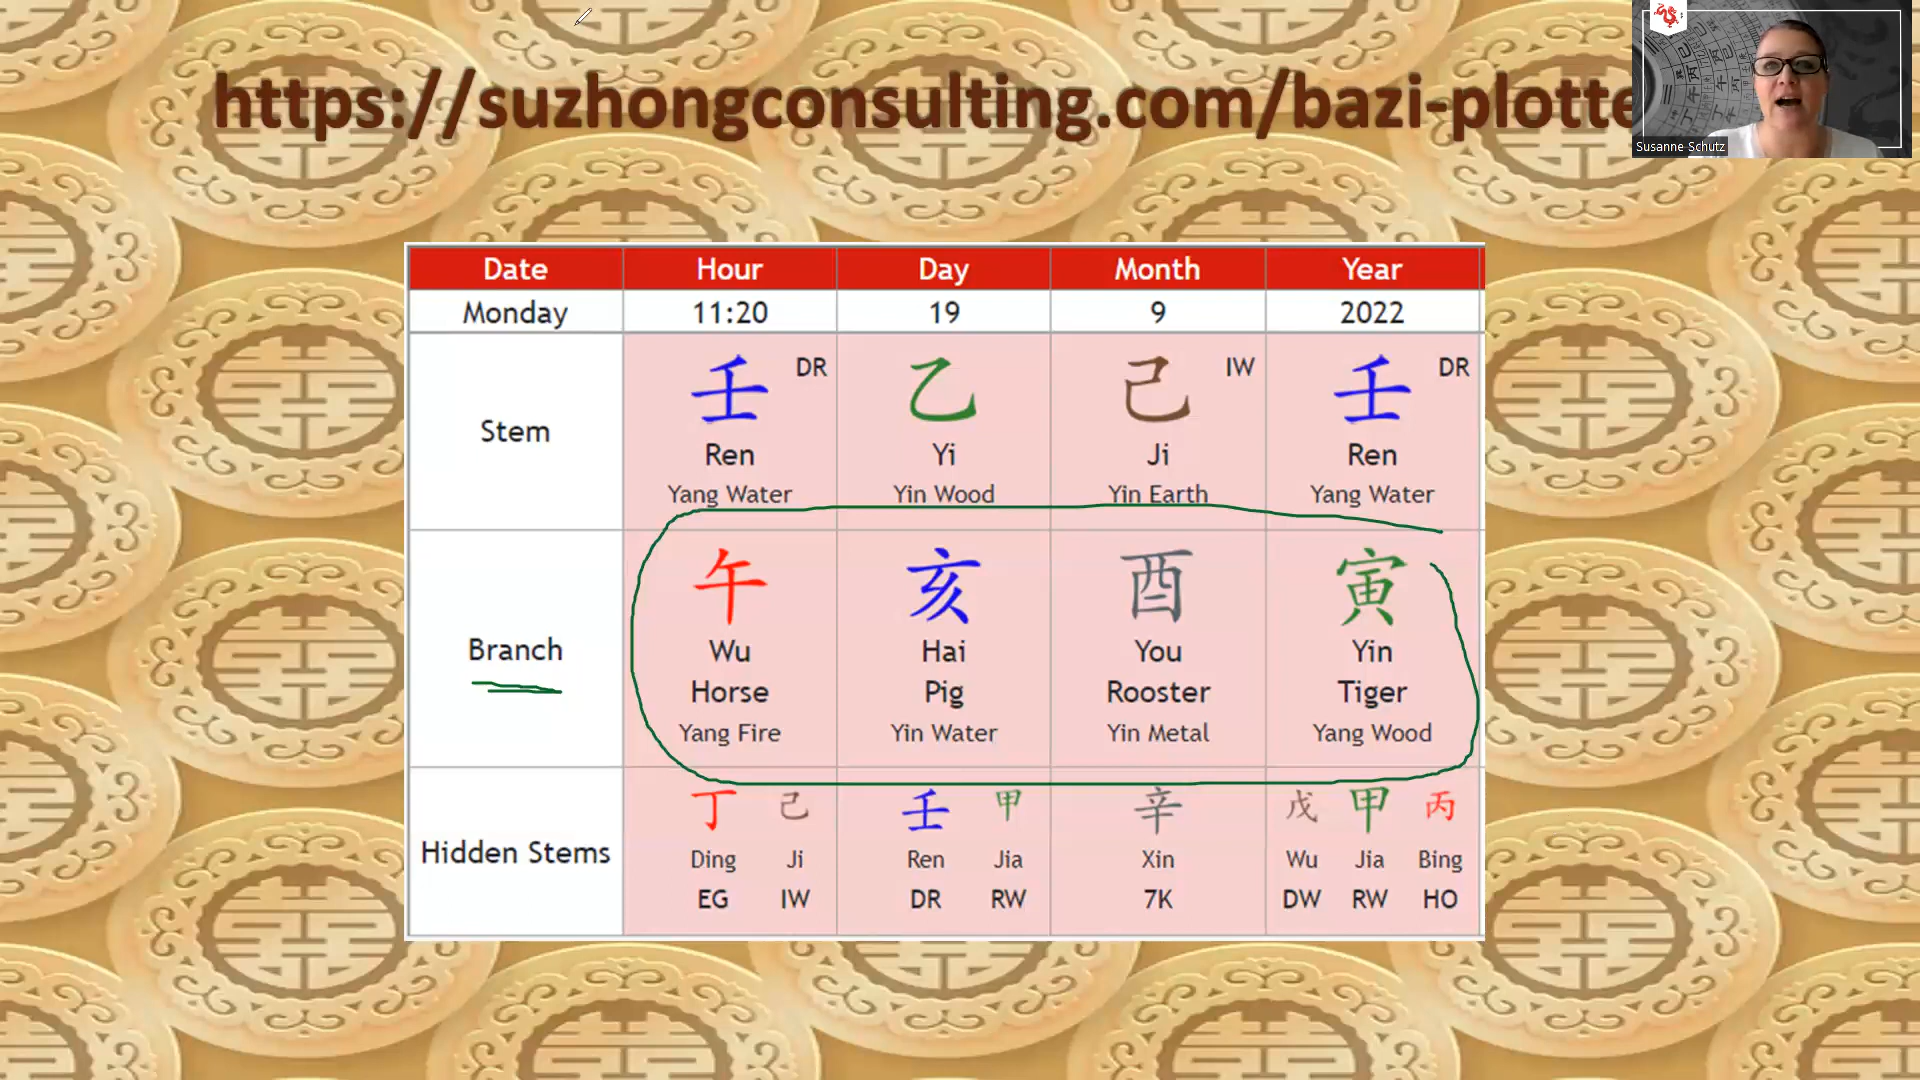 https://suzhongconsulting.com/bazi-plotte
Susanne Schutz
Date Hour Day Month Year
Monday 11:20 19 9 2022
壬 DR 乙 己 IW 壬 DR
Stem
Ren Yi Ji Ren
Yang Water Yin Wood Yin Earth Yang Water
午 亥 酉 寅
Branch
Wu Hai You Yin
Horse Pig Rooster Tiger
Yang Fire Yin Water Yin Metal Yang Wood
丁 己 壬 甲 辛 戊 甲 丙
Hidden Stems
Ding Ji Ren Jia Xin Wu Jia Bing
EG IW DR RW 7K DW RW HO